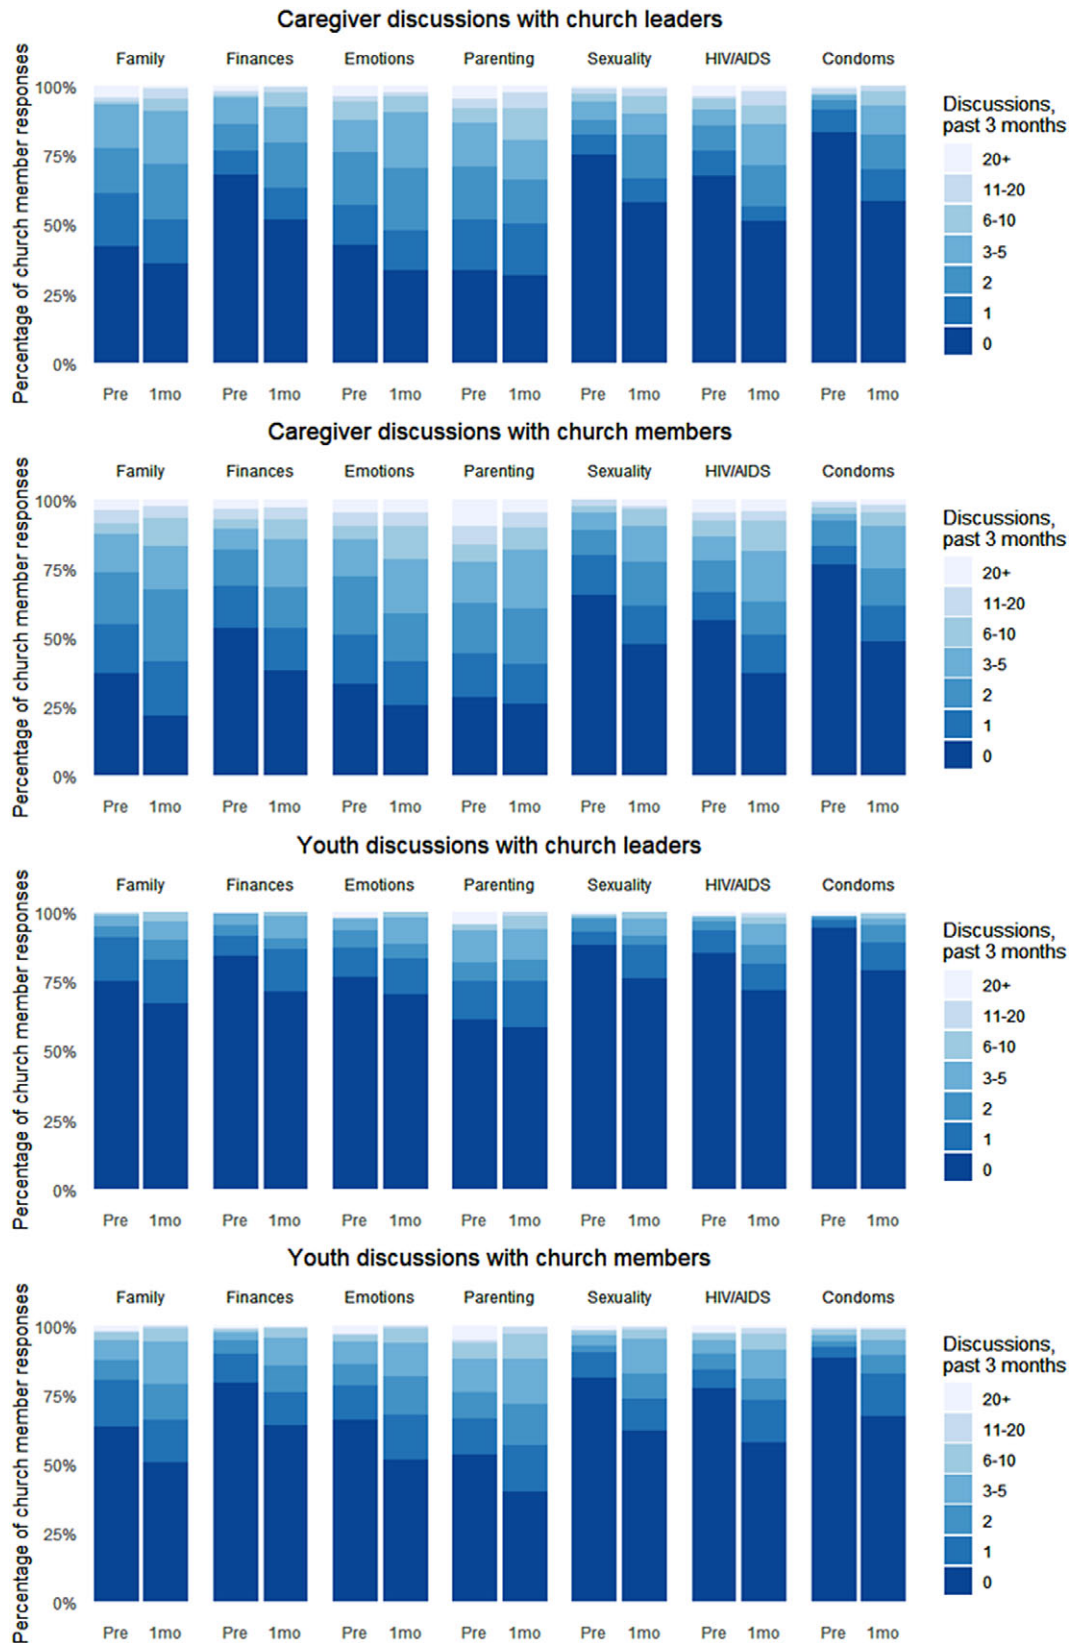 Caregiver discussions with church leaders
Family Finances Emotions Parenting Sexuality HIV/AIDS Condoms
Percentage of church member responses
100%
75%
50%
25%
0%
Pre 1mo Pre 1mo Pre 1mo Pre 1mo Pre 1mo Pre 1mo Pre 1mo
Discussions,
past 3 months
20+
11-20
6-10
3-5
2
1
0
Caregiver discussions with church members
Family Finances Emotions Parenting Sexuality HIV/AIDS Condoms
Percentage of church member responses
100%
75%
50%
25%
0%
Pre 1mo Pre 1mo Pre 1mo Pre 1mo Pre 1mo Pre 1mo Pre 1mo
Discussions,
past 3 months
20+
11-20
6-10
3-5
2
1
0
Youth discussions with church leaders
Family Finances Emotions Parenting Sexuality HIV/AIDS Condoms
Percentage of church member responses
100%
75%
50%
25%
0%
Pre 1mo Pre 1mo Pre 1mo Pre 1mo Pre 1mo Pre 1mo Pre 1mo
Discussions,
past 3 months
20+
11-20
6-10
3-5
2
1
0
Youth discussions with church members
Family Finances Emotions Parenting Sexuality HIV/AIDS Condoms
Percentage of church member responses
100%
75%
50%
25%
0%
Pre 1mo Pre 1mo Pre 1mo Pre 1mo Pre 1mo Pre 1mo Pre 1mo
Discussions,
past 3 months
20+
11-20
6-10
3-5
2
1
0